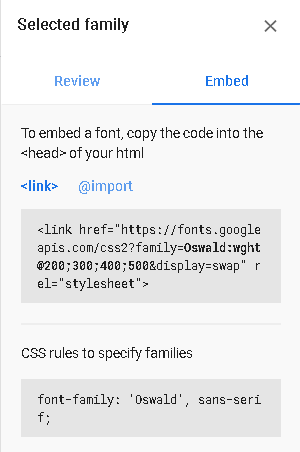 Selected family
Review
Embed
To embed a font, copy the code into the
<head> of your html
<link>
@import
<link href="https://fonts.google
apis.com/css2?family=Oswald:wght
@200;300;400;500&display=swap" r
el="stylesheet">
CSS rules to specify families
font-family: 'Oswald', sans-seri
f;